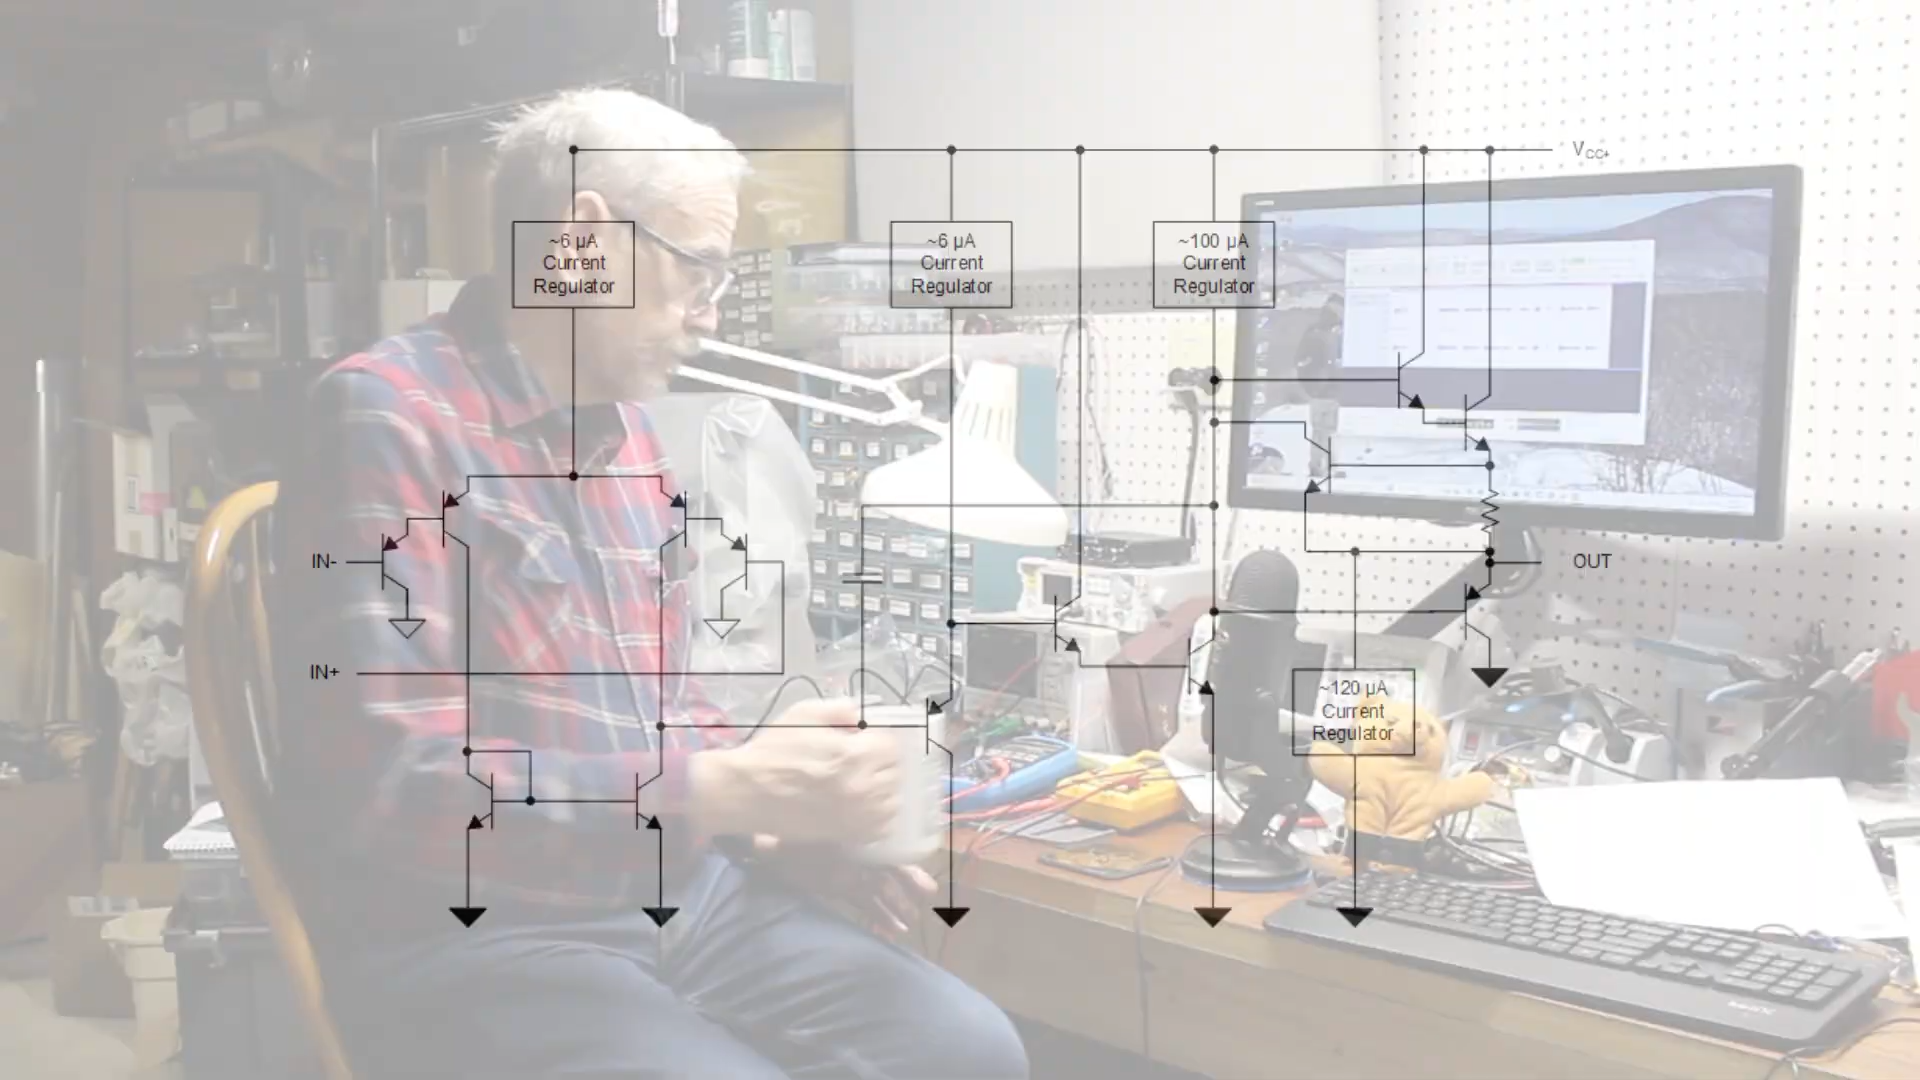 V_CC+
~6 µA
Current
Regulator
~6 µA
Current
Regulator
~100 µA
Current
Regulator
IN-
OUT
IN+
~120 µA
Current
Regulator